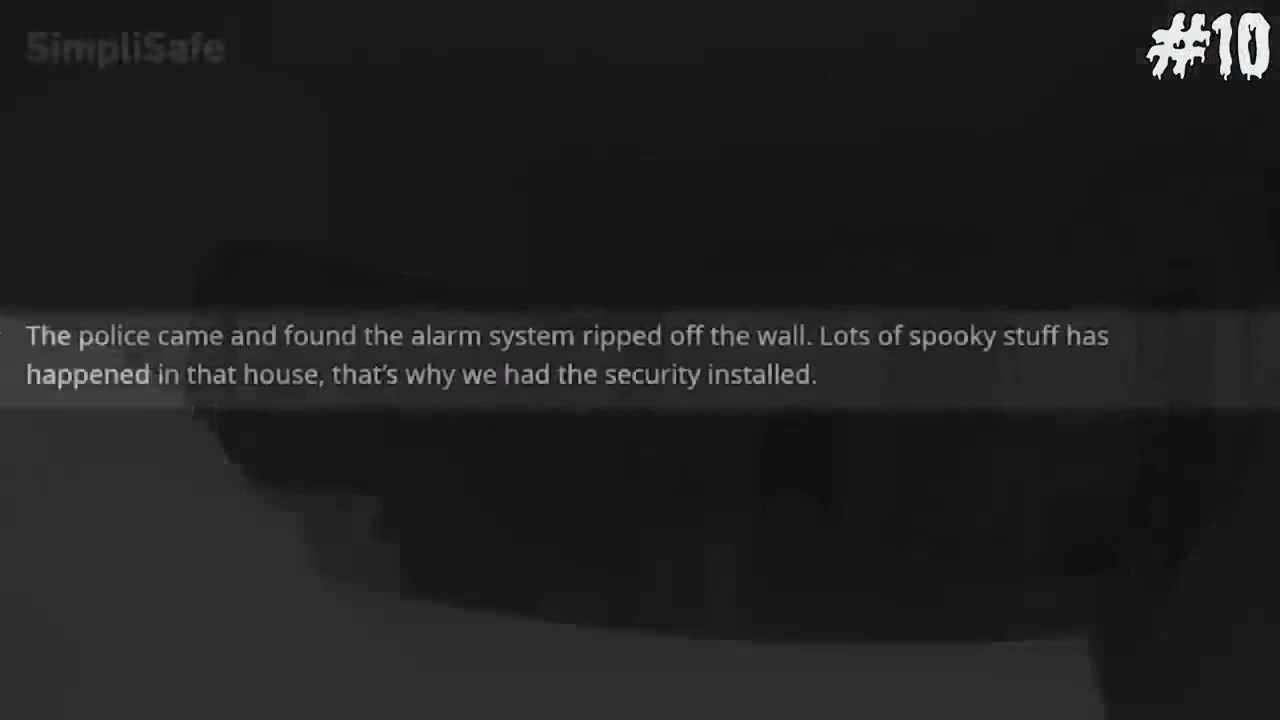 SimpliSafe
#10
The police came and found the alarm system ripped off the wall. Lots of spooky stuff has
happened in that house, that's why we had the security installed.